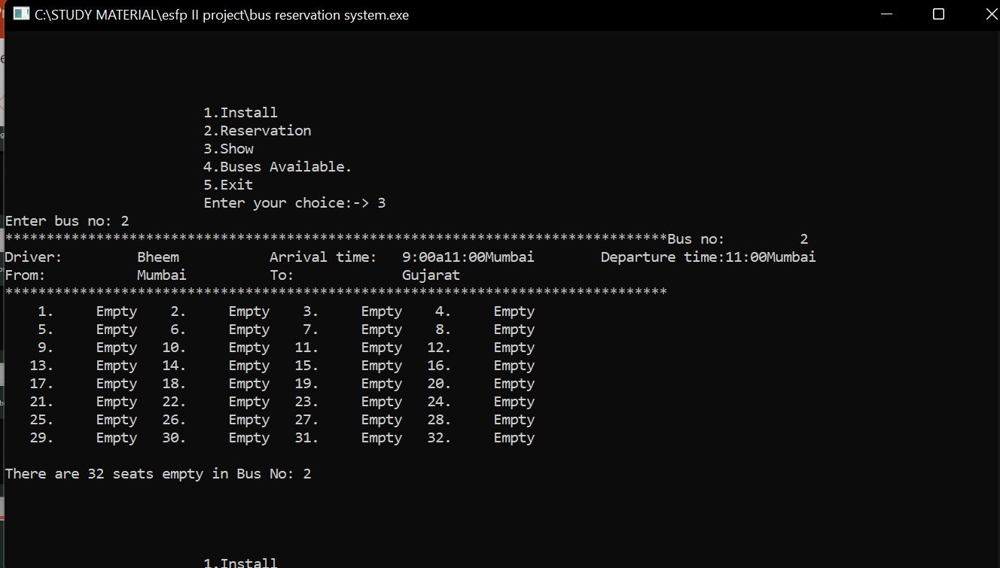 C:\STUDY MATERIAL\esfp II project\bus reservation system.exe
1.Install
2.Reservation
3.Show
4.Buses Available.
5.Exit
Enter your choice:-> 3
Enter bus no: 2
********************************************************************************Bus no: 2
Driver: Bheem Arrival time: 9:00a11:00Mumbai Departure time:11:00Mumbai
From: Mumbai To: Gujarat
********************************************************************************
1. Empty 2. Empty 3. Empty 4. Empty
5. Empty 6. Empty 7. Empty 8. Empty
9. Empty 10. Empty 11. Empty 12. Empty
13. Empty 14. Empty 15. Empty 16. Empty
17. Empty 18. Empty 19. Empty 20. Empty
21. Empty 22. Empty 23. Empty 24. Empty
25. Empty 26. Empty 27. Empty 28. Empty
29. Empty 30. Empty 31. Empty 32. Empty
There are 32 seats empty in Bus No: 2
1.Install